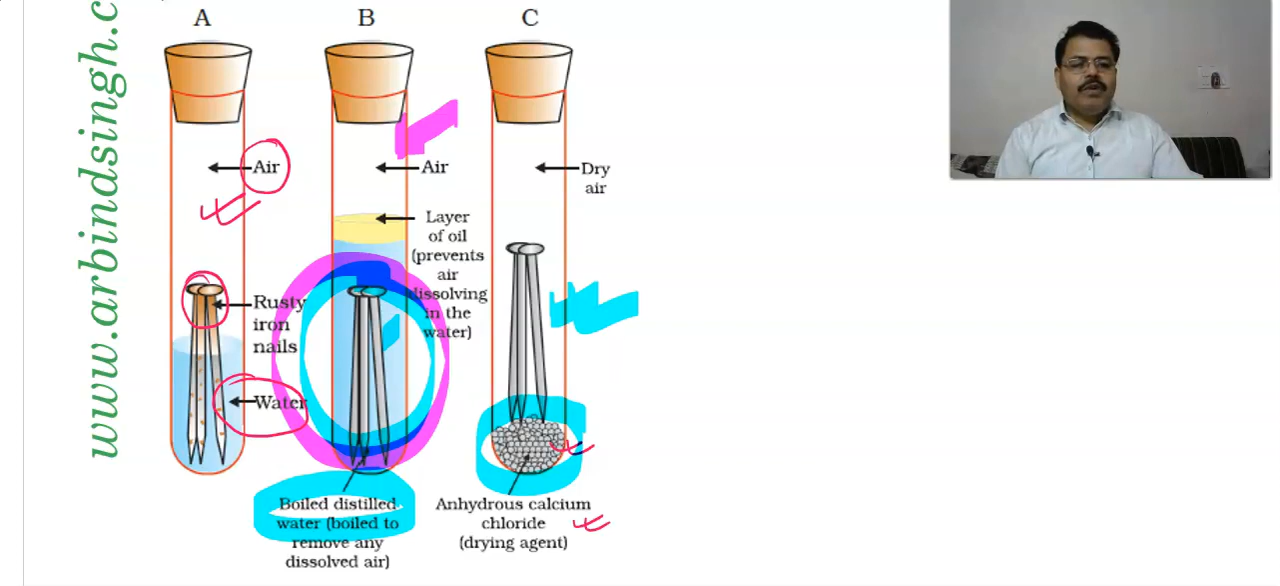 www.arbindsingh.c
A
B
C
Air
Air
Dry
air
Layer
of oil
(prevents
air
dissolving
in the
water)
Rusty
iron
nails
Water
Boiled distilled
water (boiled to
remove any
dissolved air)
Anhydrous calcium
chloride
(drying agent)